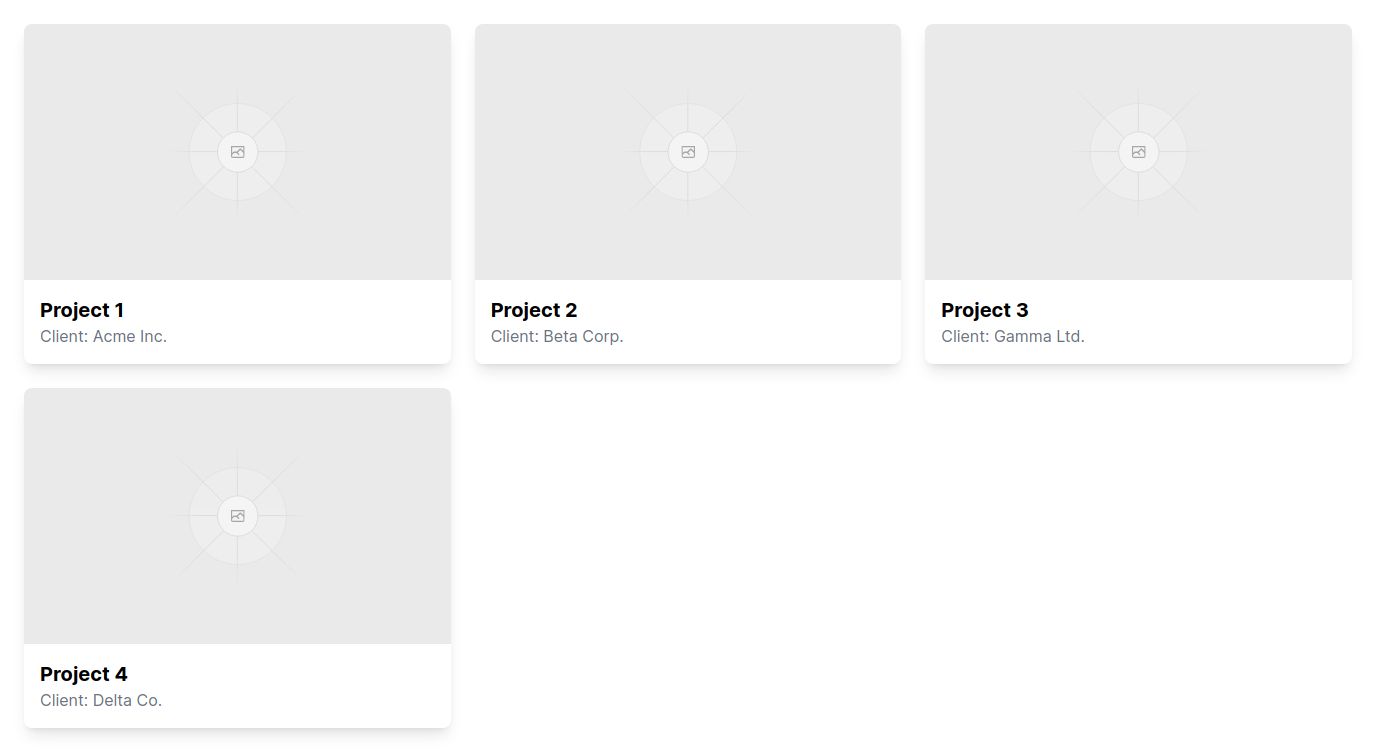 Project 1
Client: Acme Inc.
Project 2
Client: Beta Corp.
Project 3
Client: Gamma Ltd.
Project 4
Client: Delta Co.